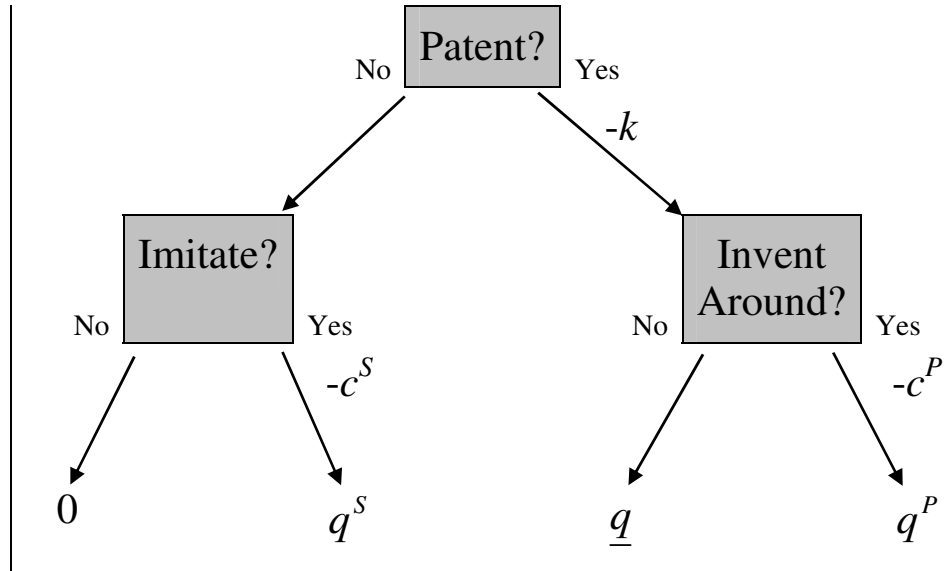 Patent?
No
Yes
-k
Imitate?
Invent
Around?
No
Yes
No
Yes
-c^S
-c^P
0
q^S
q
q^P